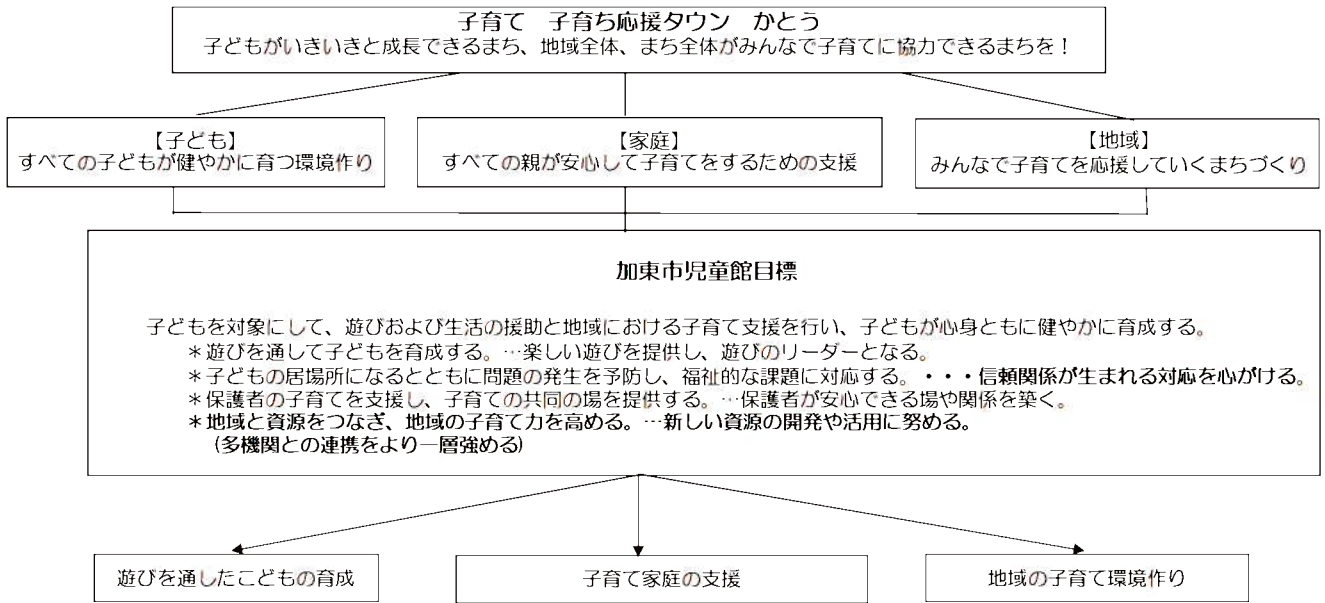 子育て　子育ち応援タウン　かとう
子どもがいきいきと成長できるまち、地域全体、まち全体がみんなで子育てに協力できるまちを！
【子ども】
すべての子どもが健やかに育つ環境作り
【家庭】
すべての親が安心して子育てをするための支援
【地域】
みんなで子育てを応援していくまちづくり
加東市児童館目標
子どもを対象にして、遊びおよび生活の援助と地域における子育て支援を行い、子どもが心身ともに健やかに育成する。
＊遊びを通して子どもを育成する。…楽しい遊びを提供し、遊びのリーダーとなる。
＊子どもの居場所になるとともに問題の発生を予防し、福祉的な課題に対応する。・・・信頼関係が生まれる対応を心がける。
＊保護者の子育てを支援し、子育ての共同の場を提供する。…保護者が安心できる場や関係を築く。
＊地域と資源をつなぎ、地域の子育て力を高める。…新しい資源の開発や活用に努める。
(多機関との連携をより一層強める)
遊びを通したこどもの育成
子育て家庭の支援
地域の子育て環境作り